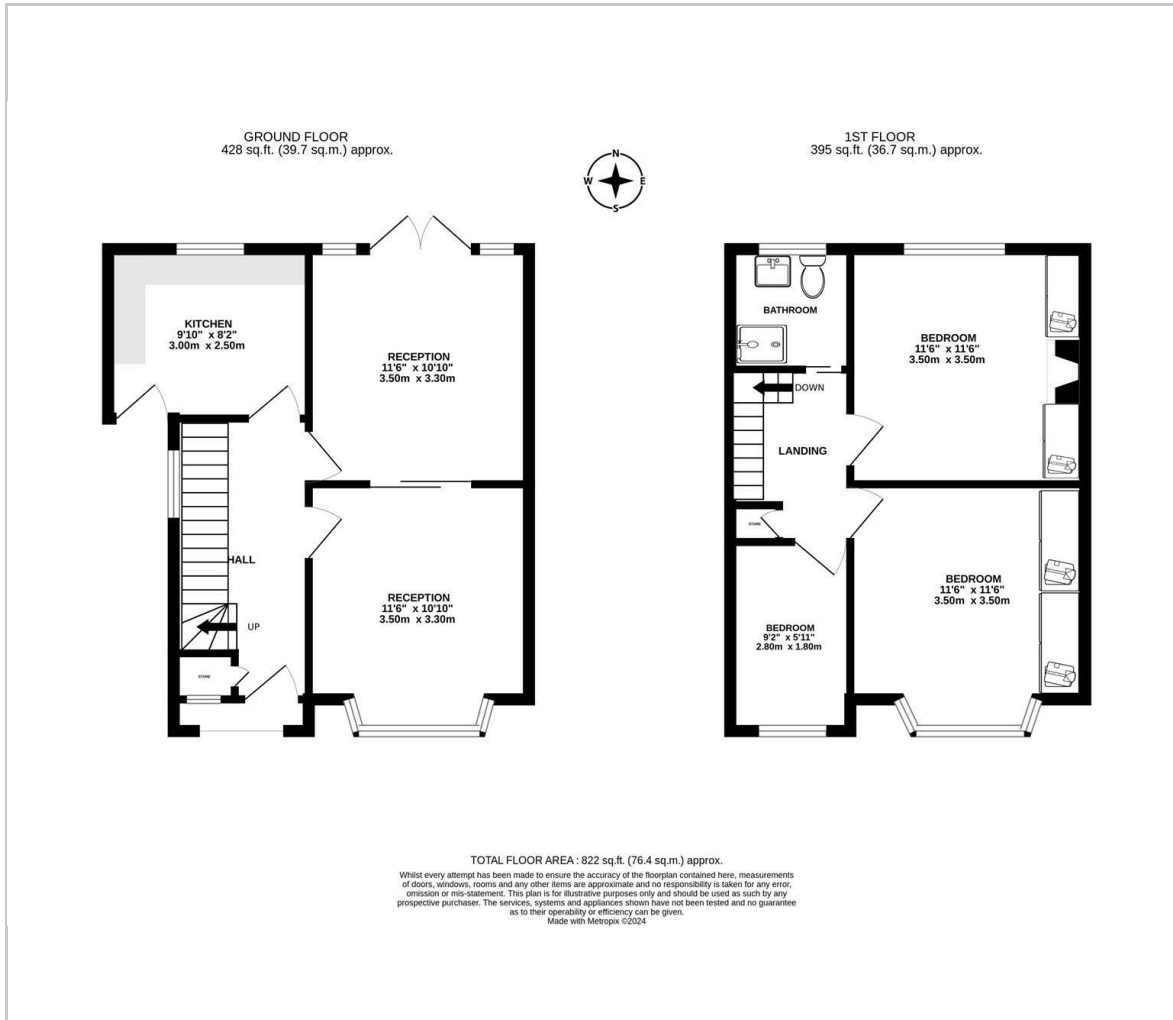 GROUND FLOOR
428 sq.ft. (39.7 sq.m.) approx.
1ST FLOOR
395 sq.ft. (36.7 sq.m.) approx.
N
W
E
S
KITCHEN
9'10" x 8'2"
3.00m x 2.50m
RECEPTION
11'6" x 10'10"
3.50m x 3.30m
HALL
UP
STORE
RECEPTION
11'6" x 10'10"
3.50m x 3.30m
BATHROOM
BEDROOM
11'6" x 11'6"
3.50m x 3.50m
DOWN
LANDING
STORE
BEDROOM
9'2" x 5'11"
2.80m x 1.80m
BEDROOM
11'6" x 11'6"
3.50m x 3.50m
TOTAL FLOOR AREA : 822 sq.ft. (76.4 sq.m.) approx.
Whilst every attempt has been made to ensure the accuracy of the floorplan contained here, measurements
of doors, windows, rooms and any other items are approximate and no responsibility is taken for any error,
omission or mis-statement. This plan is for illustrative purposes only and should be used as such by any
prospective purchaser. The services, systems and appliances shown have not been tested and no guarantee
as to their operability or efficiency can be given.
Made with Metropix ©2024